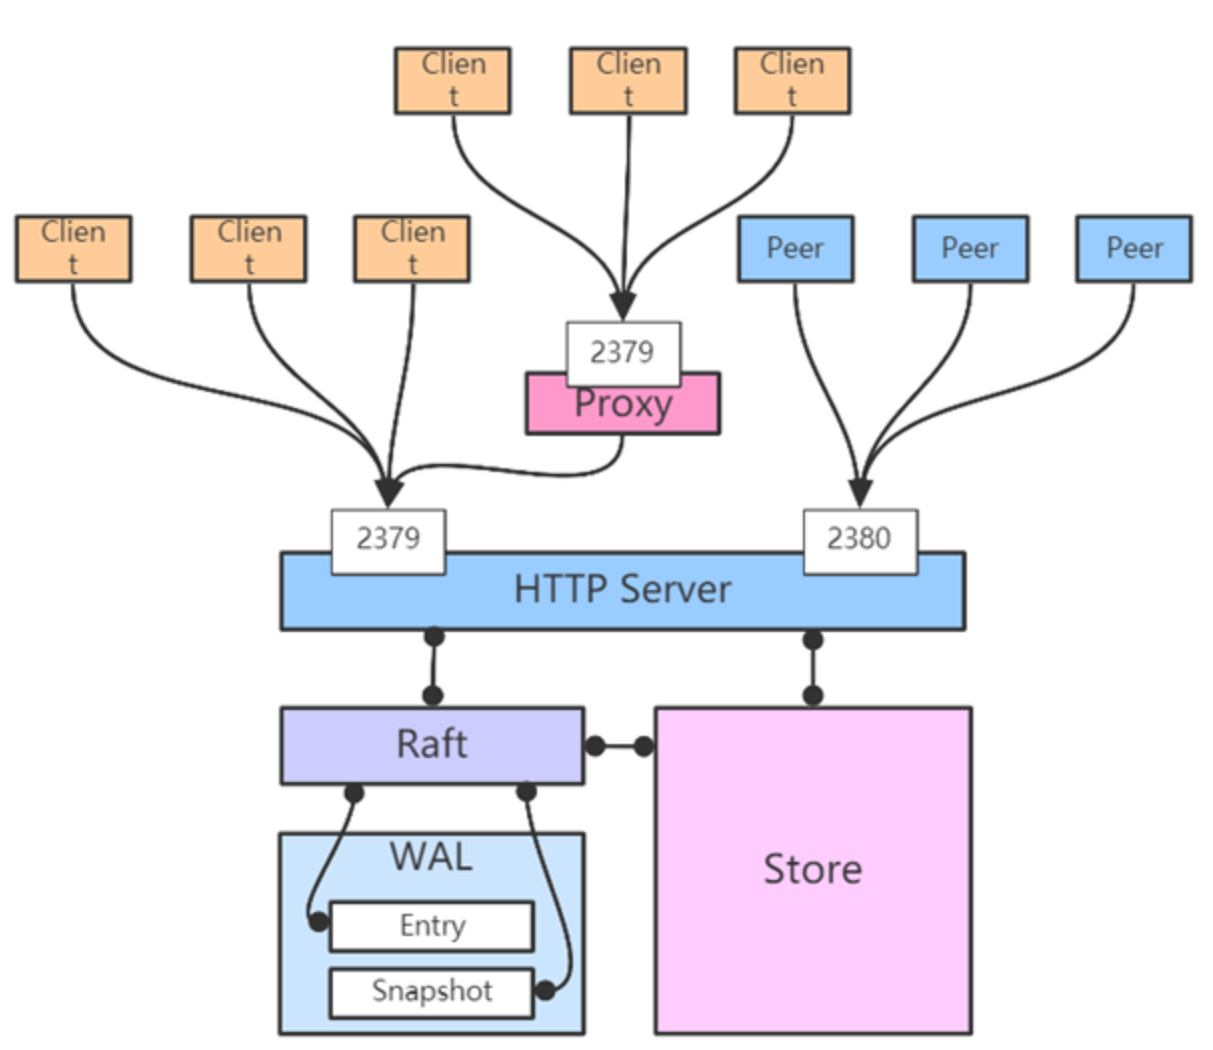 Clien
t
Clien
t
Clien
t
Clien
t
Clien
t
Clien
t
Peer
Peer
Peer
2379
Proxy
2379
2380
HTTP Server
Raft
Store
WAL
Entry
Snapshot